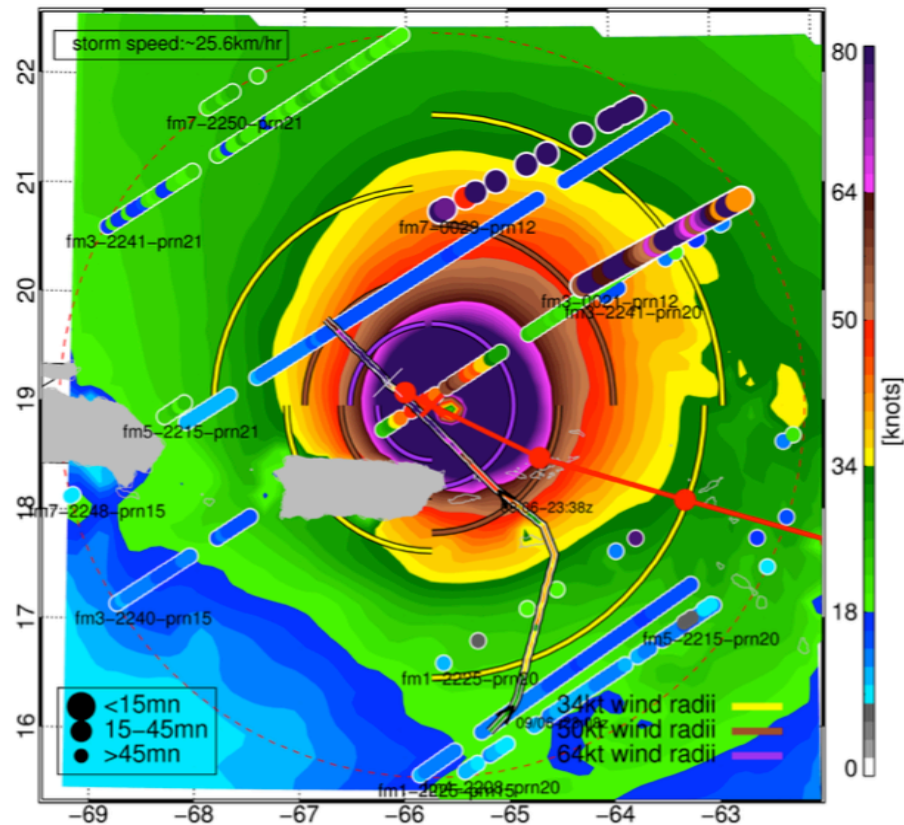 storm speed:~25.6km/hr
80
64
50
34
18
0
[knots]
22
21
20
19
18
17
16
fm7-2250-prn21
fm3-2241-prn21
fm7-0029-prn12
fm3-0021-prn12
fm3-2241-prn20
fm5-2215-prn21
fm7-2248-prn15
fm3-2240-prn15
fm5-2215-prn20
fm1-2225-prn20
<15mn
15-45mn
>45mn
34kt wind radii
50kt wind radii
64kt wind radii
-69
-68
-67
-66
-65
-64
-63